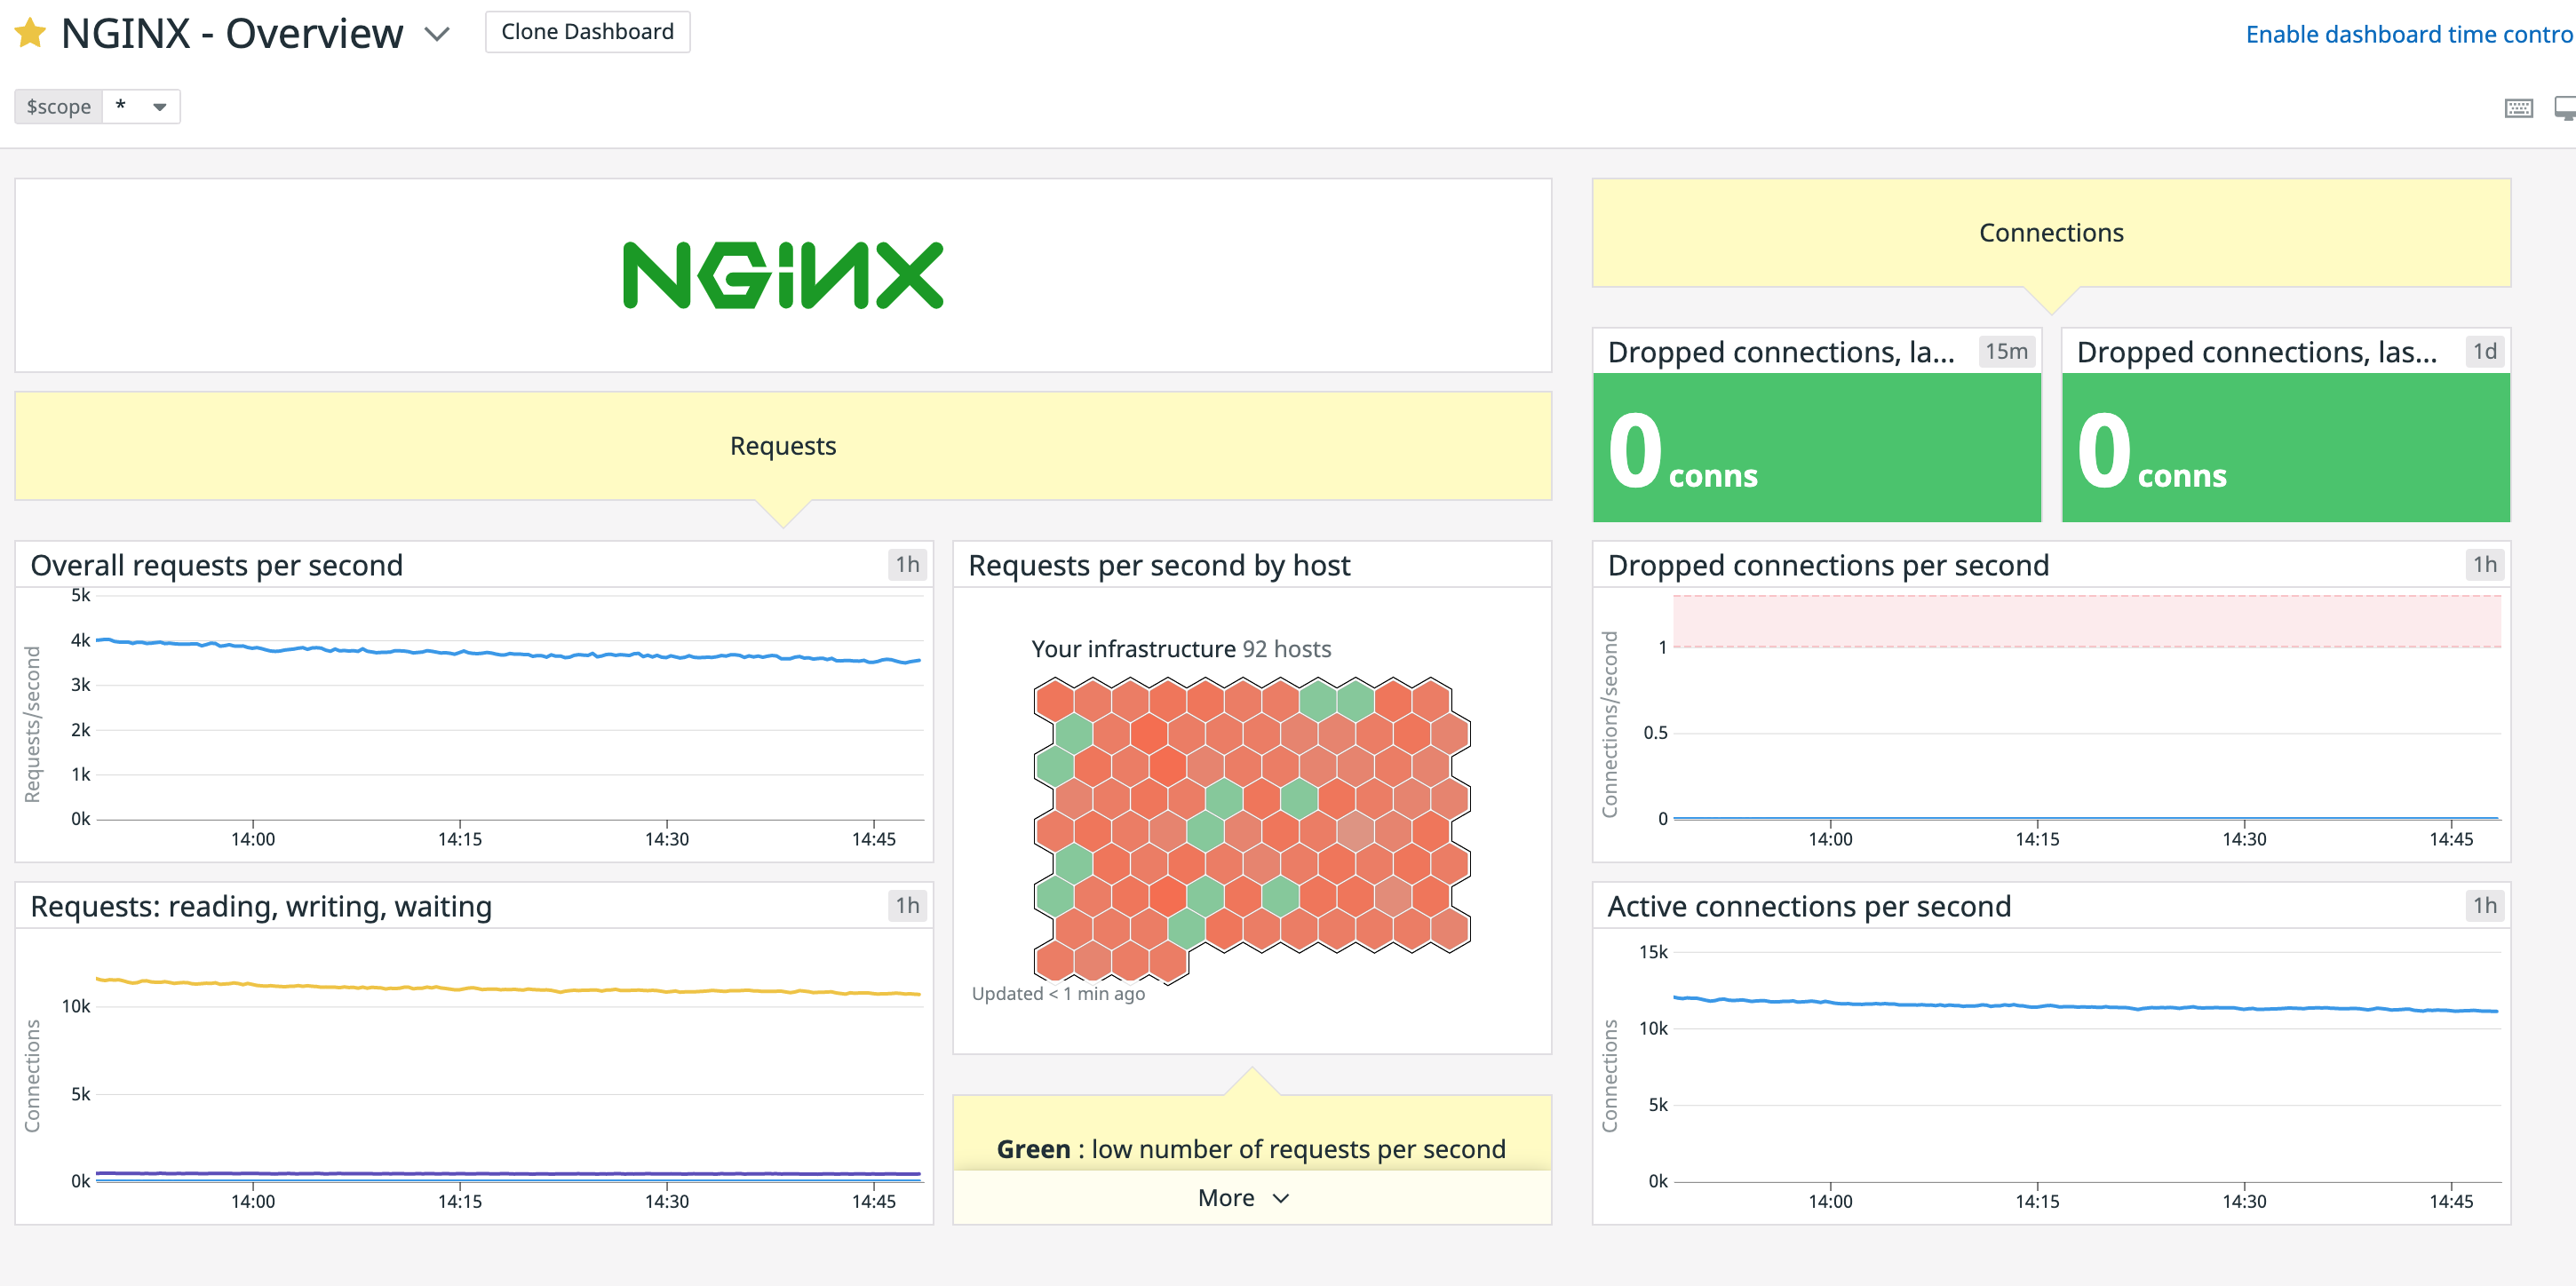 NGINX - Overview
Clone Dashboard
Enable dashboard time contro
$scope
*
NGINX
Requests
Overall requests per second
1h
Requests/second
5k
4k
3k
2k
1k
0k
14:00
14:15
14:30
14:45
Requests: reading, writing, waiting
1h
Connections
10k
5k
0k
14:00
14:15
14:30
14:45
Requests per second by host
Your infrastructure 92 hosts
Updated < 1 min ago
Green : low number of requests per second
More
Connections
Dropped connections, la...
15m
0 conns
Dropped connections, las...
1d
0 conns
Dropped connections per second
1h
Connections/second
1
0.5
0
14:00
14:15
14:30
14:45
Active connections per second
1h
Connections
15k
10k
5k
0k
14:00
14:15
14:30
14:45